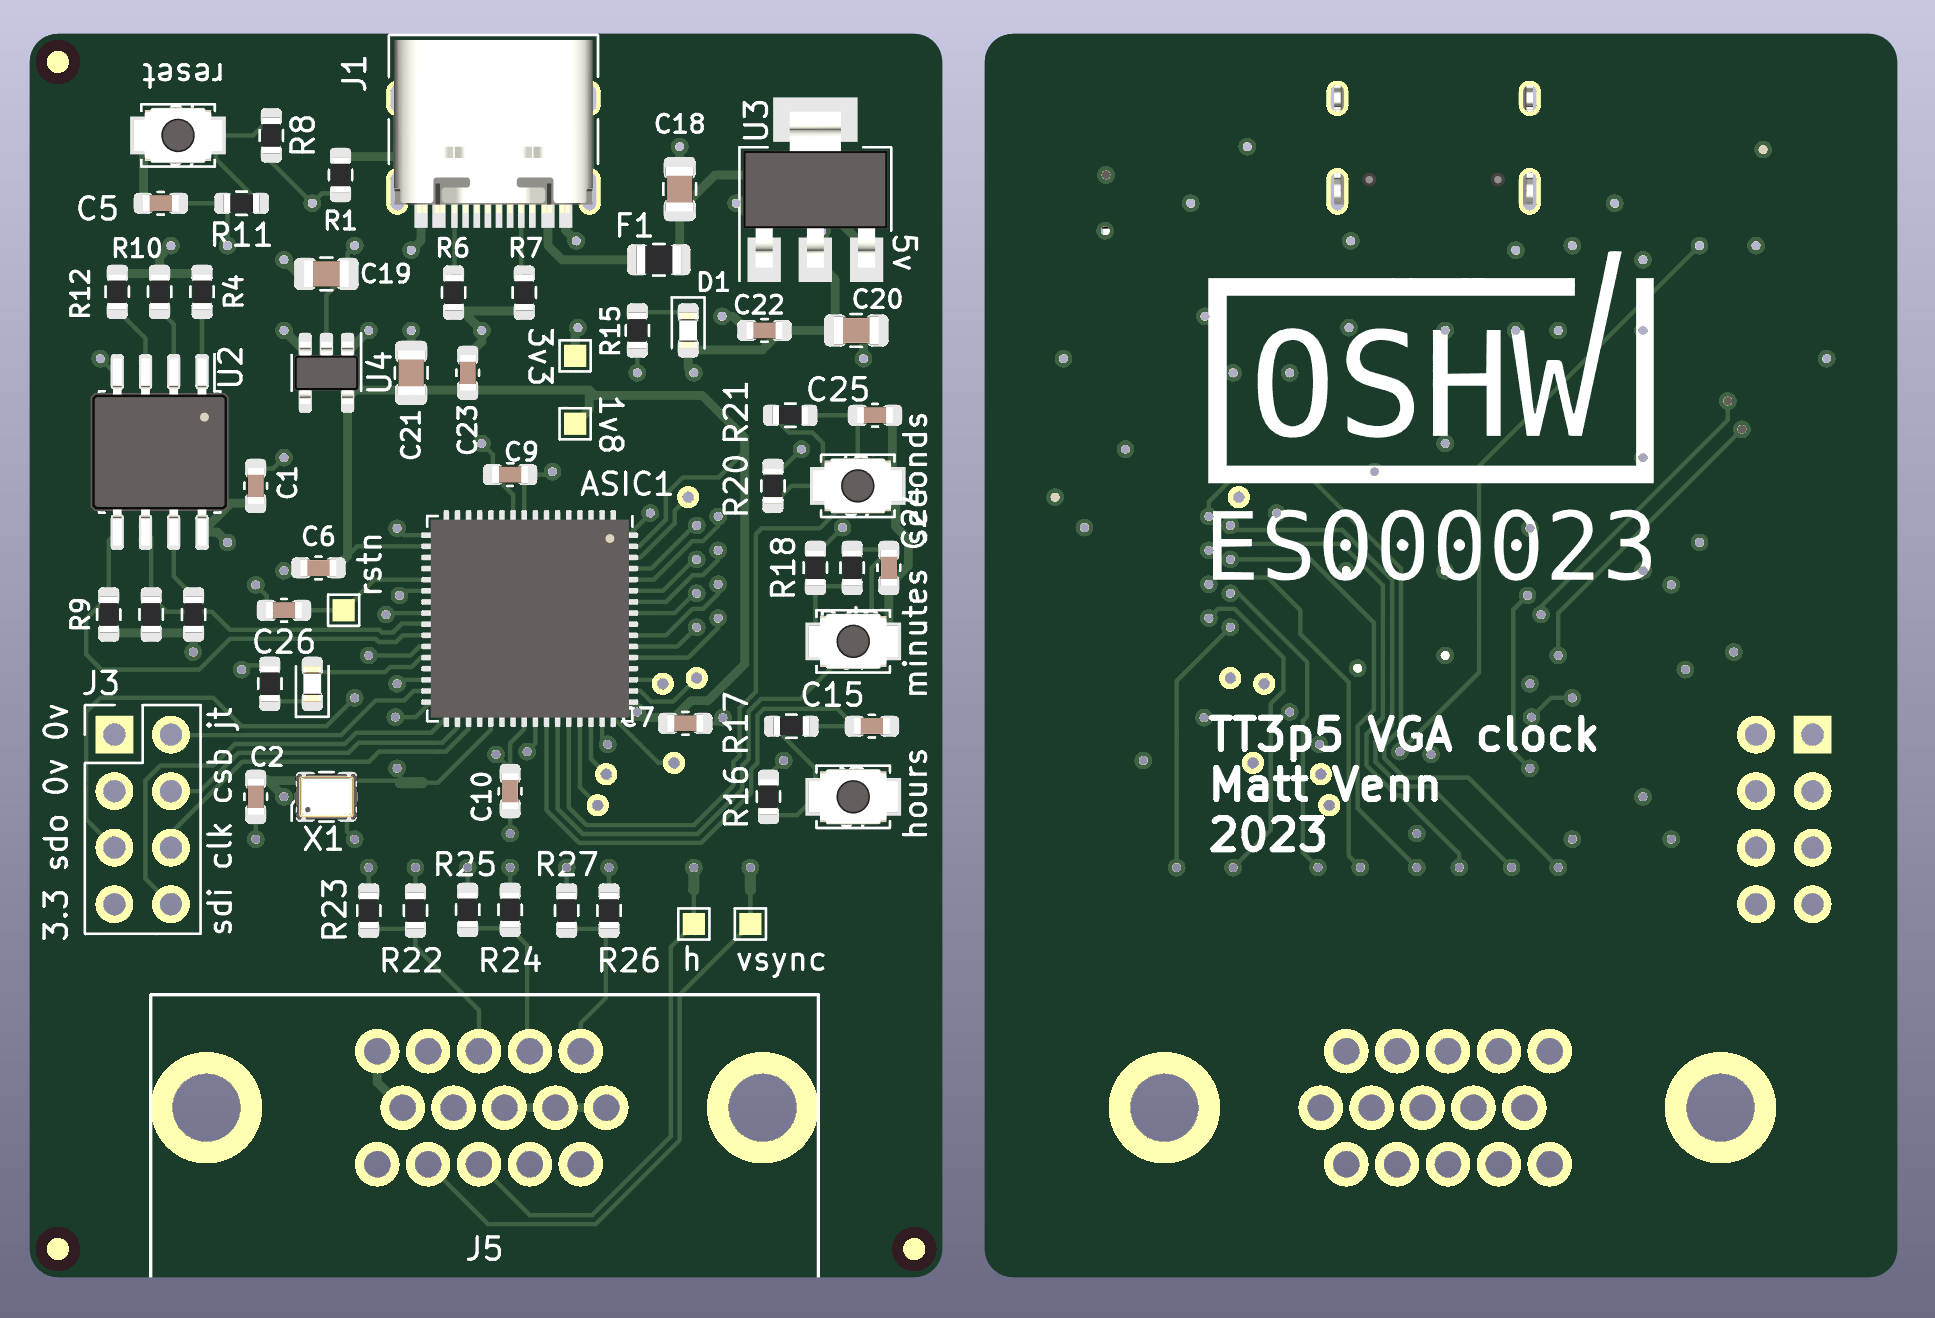 reset
J1
C18
U3
R8
C5
R11
R1
R10
R6
R7
F1
5v
R12
R4
C19
D1
C22
C20
R15
3v3
U2
U4
C21
C23
1v8
R21
C25
C9
ASIC1
R20
seconds
C1
C6
rstn
R18
R9
C26
minutes
J3
C15
R17
3.3 sdo 0v 0v
sdi clk csb jt
C2
X1
C10
R16
hours
R25
R27
R23
R22
R24
R26
h
vsync
J5
OSHW
ES000023
TT3p5 VGA clock
Matt Venn
2023